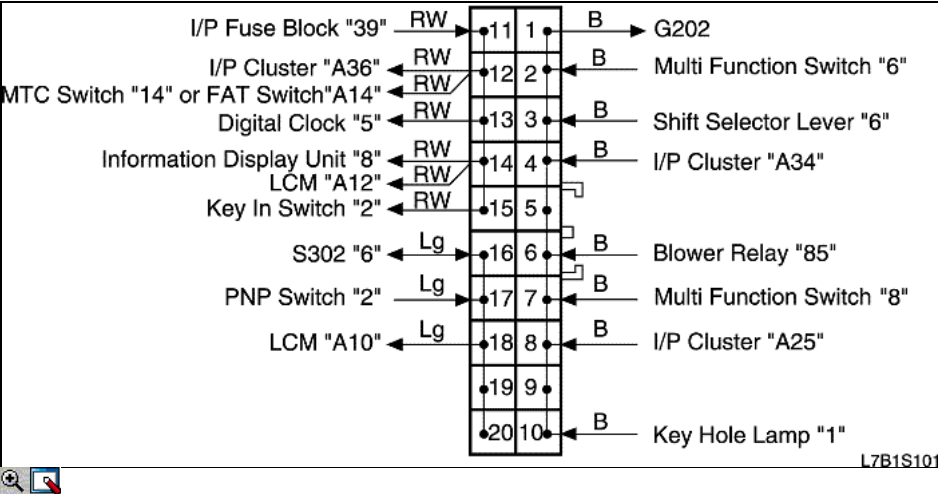 I/P Fuse Block "39" RW 11 1 B G202
I/P Cluster "A36" RW 12 2 B Multi Function Switch "6"
MTC Switch "14" or FAT Switch"A14" RW
Digital Clock "5" RW 13 3 B Shift Selector Lever "6"
Information Display Unit "8" RW 14 4 B I/P Cluster "A34"
LCM "A12" RW
Key In Switch "2" RW 15 5
S302 "6" Lg 16 6 B Blower Relay "85"
PNP Switch "2" Lg 17 7 B Multi Function Switch "8"
LCM "A10" Lg 18 8 B I/P Cluster "A25"
19 9
20 10 B Key Hole Lamp "1"
L7B1S101